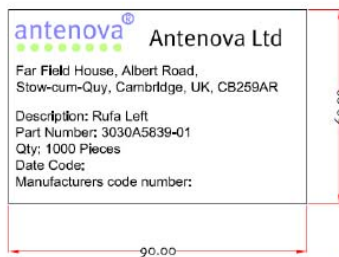 antenova®
Antenova Ltd
Far Field House, Albert Road,
Stow-cum-Quy, Cambridge, UK, CB259AR
Description: Rufa Left
Part Number: 3030A5839-01
Qty: 1000 Pieces
Date Code:
Manufacturers code number:
90.00